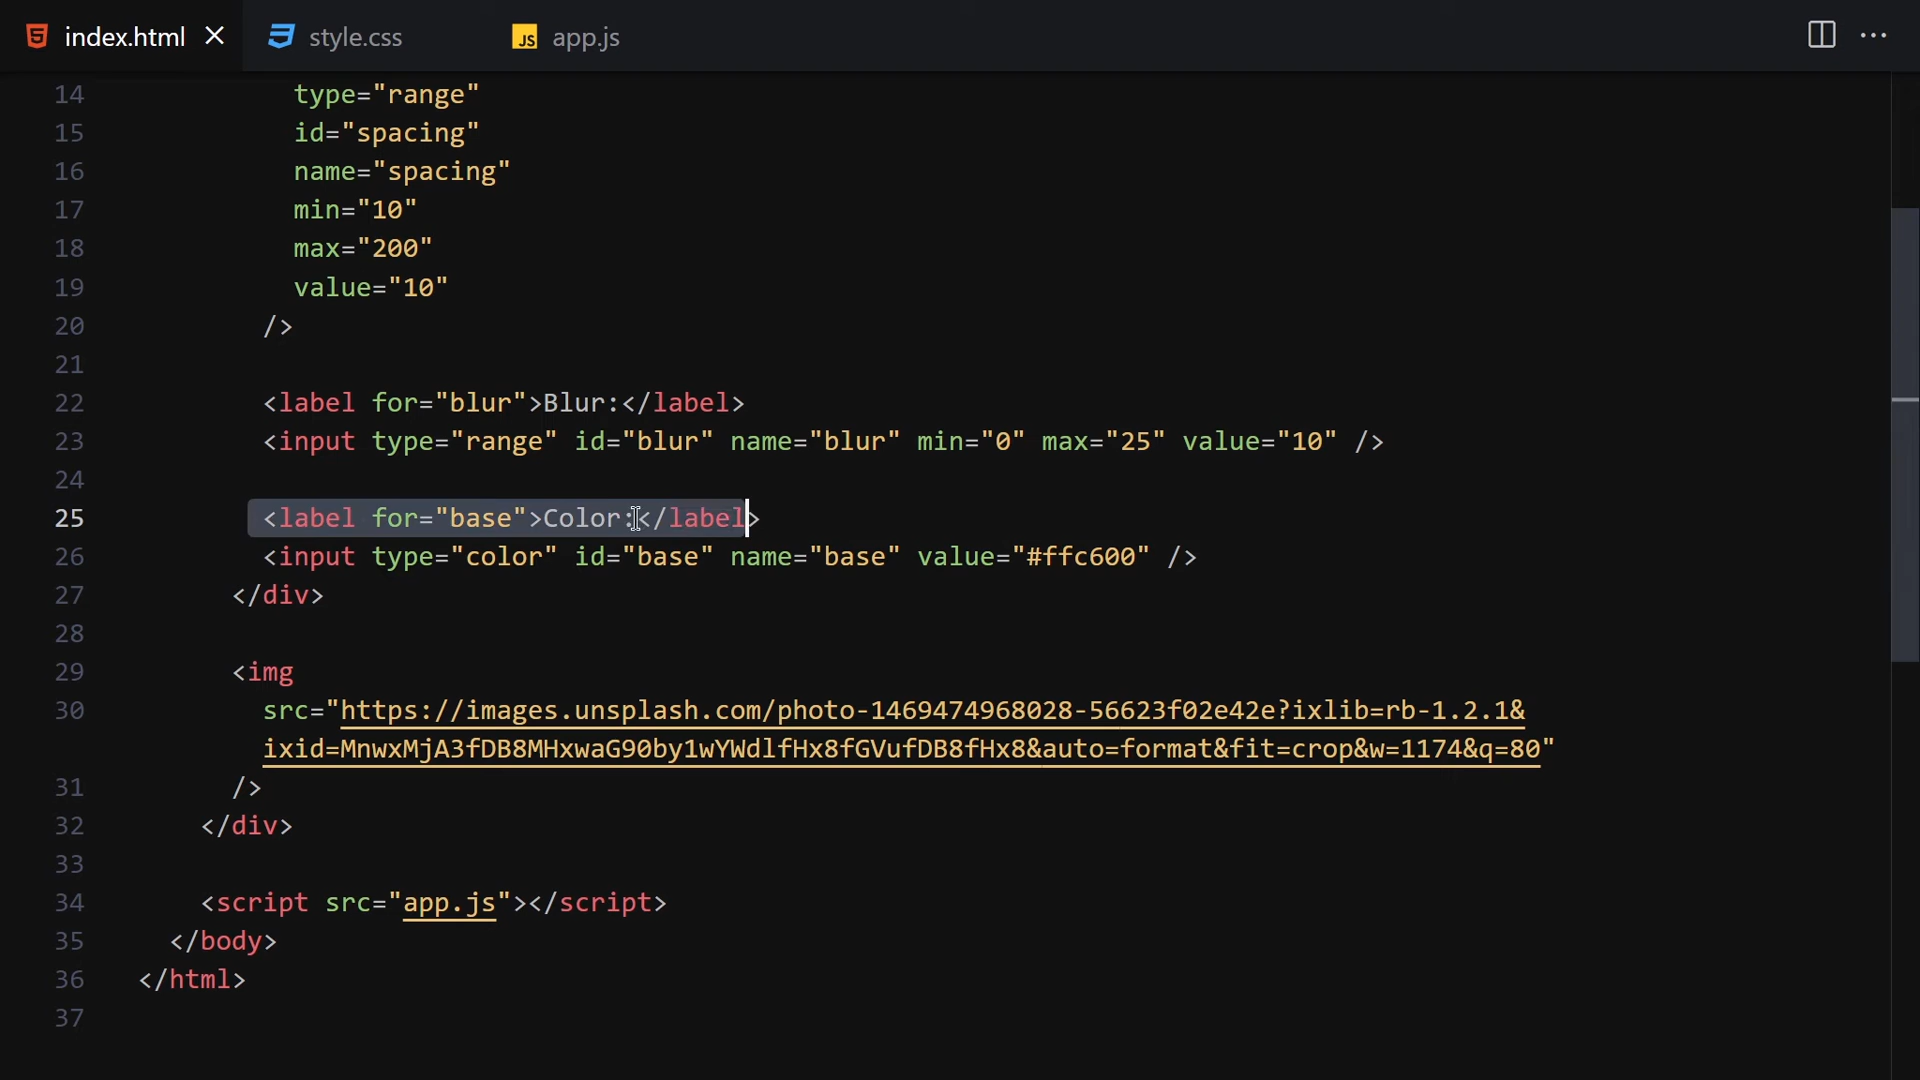 index.html
style.css
app.js
14 type="range"
15 id="spacing"
16 name="spacing"
17 min="10"
18 max="200"
19 value="10"
20 />
21
22 <label for="blur">Blur:</label>
23 <input type="range" id="blur" name="blur" min="0" max="25" value="10" />
24
25 <label for="base">Color:</label>
26 <input type="color" id="base" name="base" value="#ffc600" />
27 </div>
28
29 <img
30 src="https://images.unsplash.com/photo-1469474968028-56623f02e42e?ixlib=rb-1.2.1&
ixid=MnwxMjA3fDB8MHxwaG90by1wYWdlfHx8fGVufDB8fHx8&auto=format&fit=crop&w=1174&q=80"
31 />
32 </div>
33
34 <script src="app.js"></script>
35 </body>
36 </html>
37